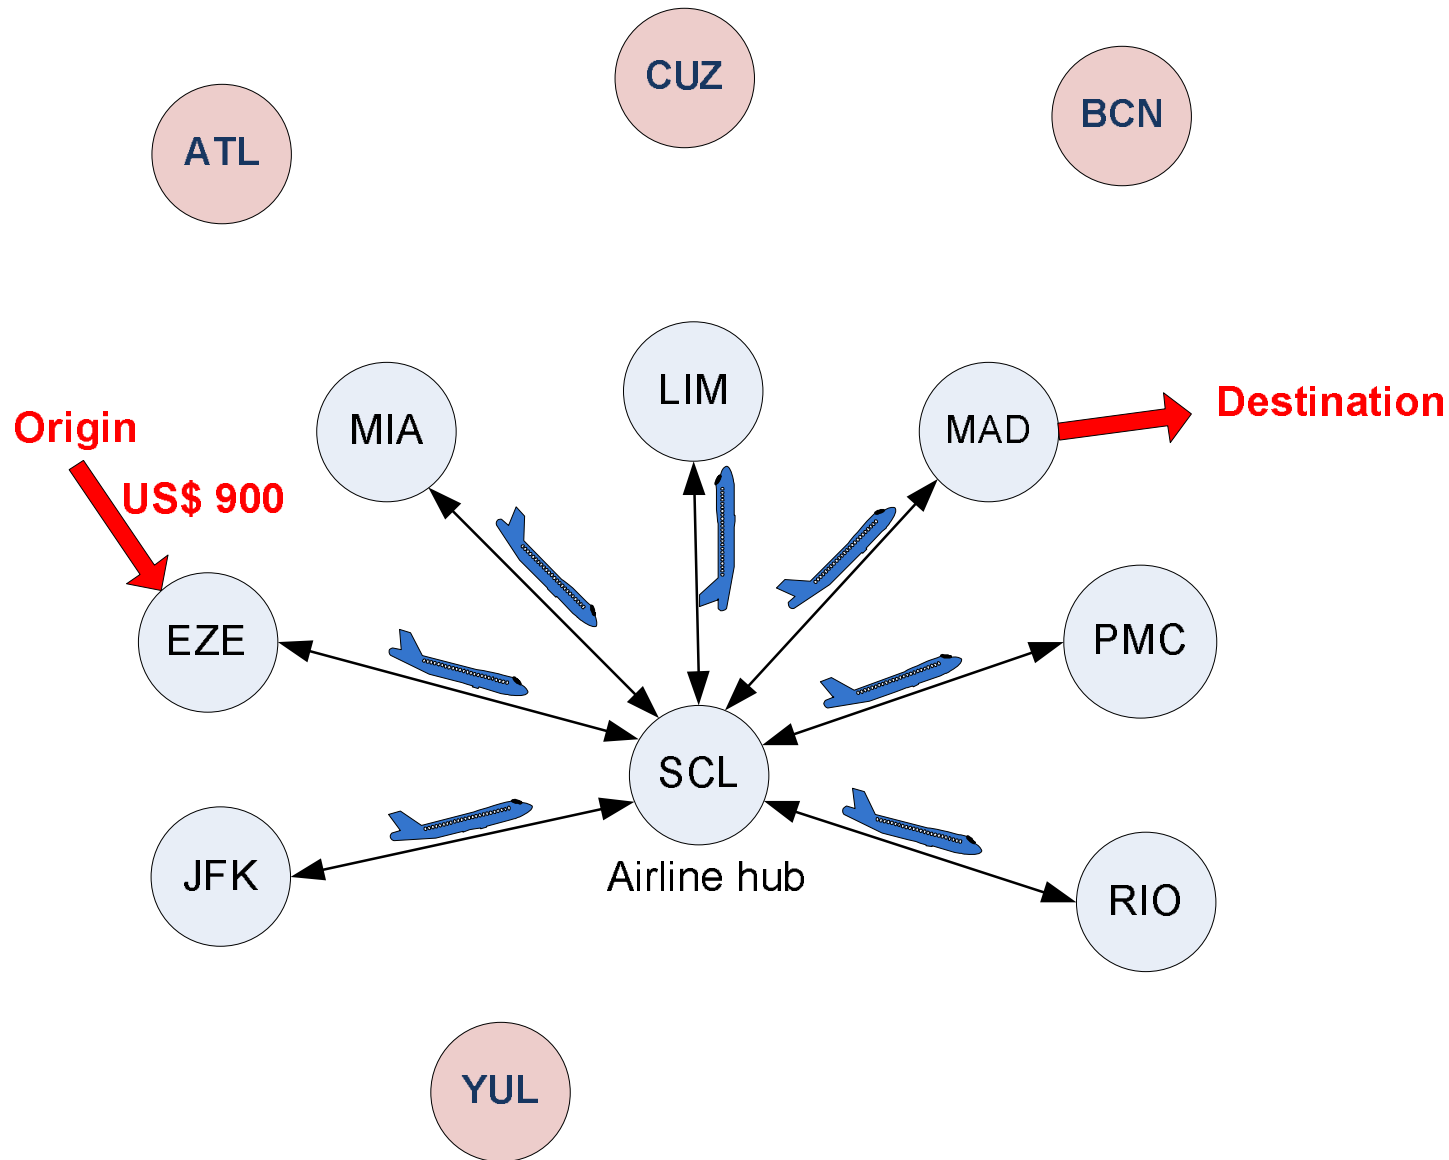 CUZ
BCN
ATL
LIM
MIA
MAD
Destination
Origin
US$ 900
EZE
PMC
SCL
JFK
Airline hub
RIO
YUL